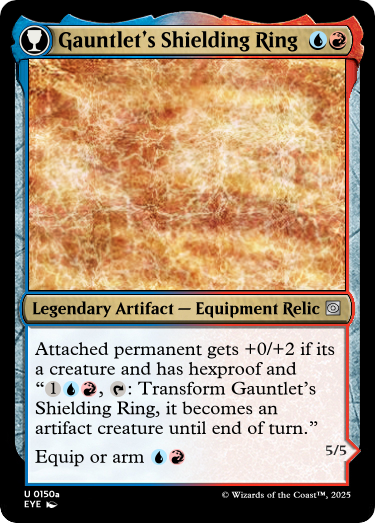 Gauntlet's Shielding Ring
Legendary Artifact — Equipment Relic
Attached permanent gets +0/+2 if its
a creature and has hexproof and
“1, : Transform Gauntlet's
Shielding Ring, it becomes an
artifact creature until end of turn.”
Equip or arm
5/5
U 0150a
EYE
© Wizards of the Coast™, 2025